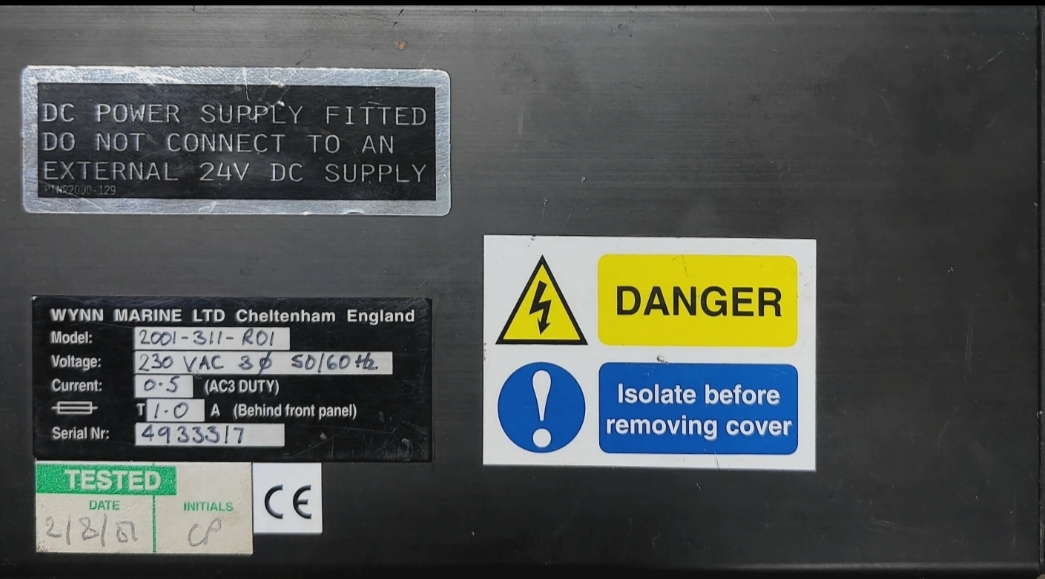 DC POWER SUPPLY FITTED
DO NOT CONNECT TO AN
EXTERNAL 24V DC SUPPLY
WYNN MARINE LTD Cheltenham England
Model: 2001-311-R01
Voltage: 230 VAC 3φ 50/60Hz
Current: 0.5 (AC3 DUTY)
T 1.0 A (Behind front panel)
Serial Nr: 4933317
TESTED
DATE INITIALS
CP
CE
DANGER
Isolate before
removing cover